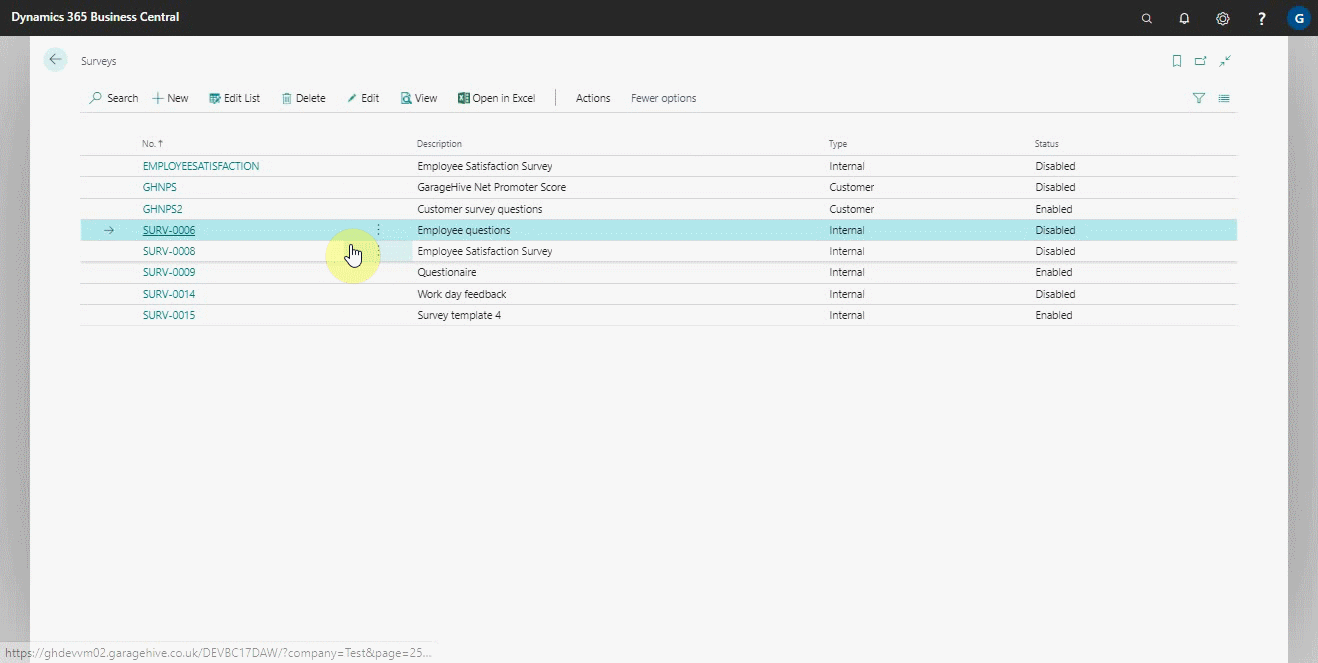 Dynamics 365 Business Central
? G
Surveys
Search New Edit List Delete Edit View Open in Excel Actions Fewer options
No. ↑ Description Type Status
EMPLOYEESATISFACTION Employee Satisfaction Survey Internal Disabled
GHNPS GarageHive Net Promoter Score Customer Disabled
GHNPS2 Customer survey questions Customer Enabled
SURV-0006 Employee questions Internal Disabled
SURV-0008 Employee Satisfaction Survey Internal Disabled
SURV-0009 Questionaire Internal Enabled
SURV-0014 Work day feedback Internal Disabled
SURV-0015 Survey template 4 Internal Enabled
https://ghdevvm02.garagehive.co.uk/DEVBC17DAW/?company=Test&page=25...